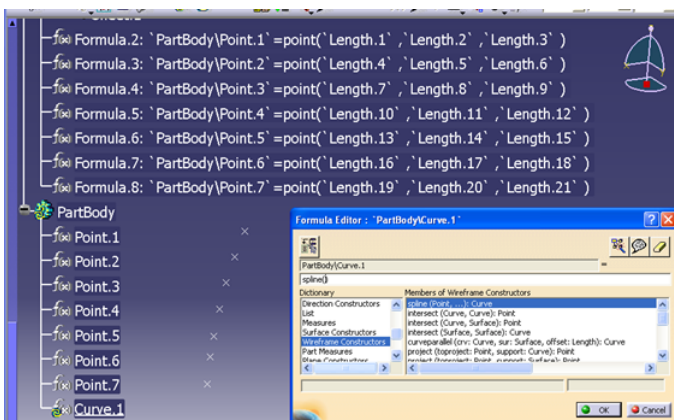 Formula.2: `PartBody\Point.1`=point(`Length.1` ,`Length.2` ,`Length.3` )
Formula.3: `PartBody\Point.2`=point(`Length.4` ,`Length.5` ,`Length.6` )
Formula.4: `PartBody\Point.3`=point(`Length.7` ,`Length.8` ,`Length.9` )
Formula.5: `PartBody\Point.4`=point(`Length.10` ,`Length.11` ,`Length.12` )
Formula.6: `PartBody\Point.5`=point(`Length.13` ,`Length.14` ,`Length.15` )
Formula.7: `PartBody\Point.6`=point(`Length.16` ,`Length.17` ,`Length.18` )
Formula.8: `PartBody\Point.7`=point(`Length.19` ,`Length.20` ,`Length.21` )
PartBody
Point.1
Point.2
Point.3
Point.4
Point.5
Point.6
Point.7
Curve.1
Formula Editor : `PartBody\Curve.1`
PartBody\Curve.1 =
spline()
Dictionary Members of Wireframe Constructors
Direction Constructors spline (Point, ...): Curve
List intersect (Curve, Curve): Point
Measures intersect (Curve, Surface): Point
Surface Constructors intersect (Surface, Surface): Curve
Wireframe Constructors curveparallel (crv: Curve, sur: Surface, offset: Length): Curve
Part Measures project (toproject: Point, support: Curve): Point
Plane Constructors project (toproject: Point, support: Surface): Point
OK Cancel